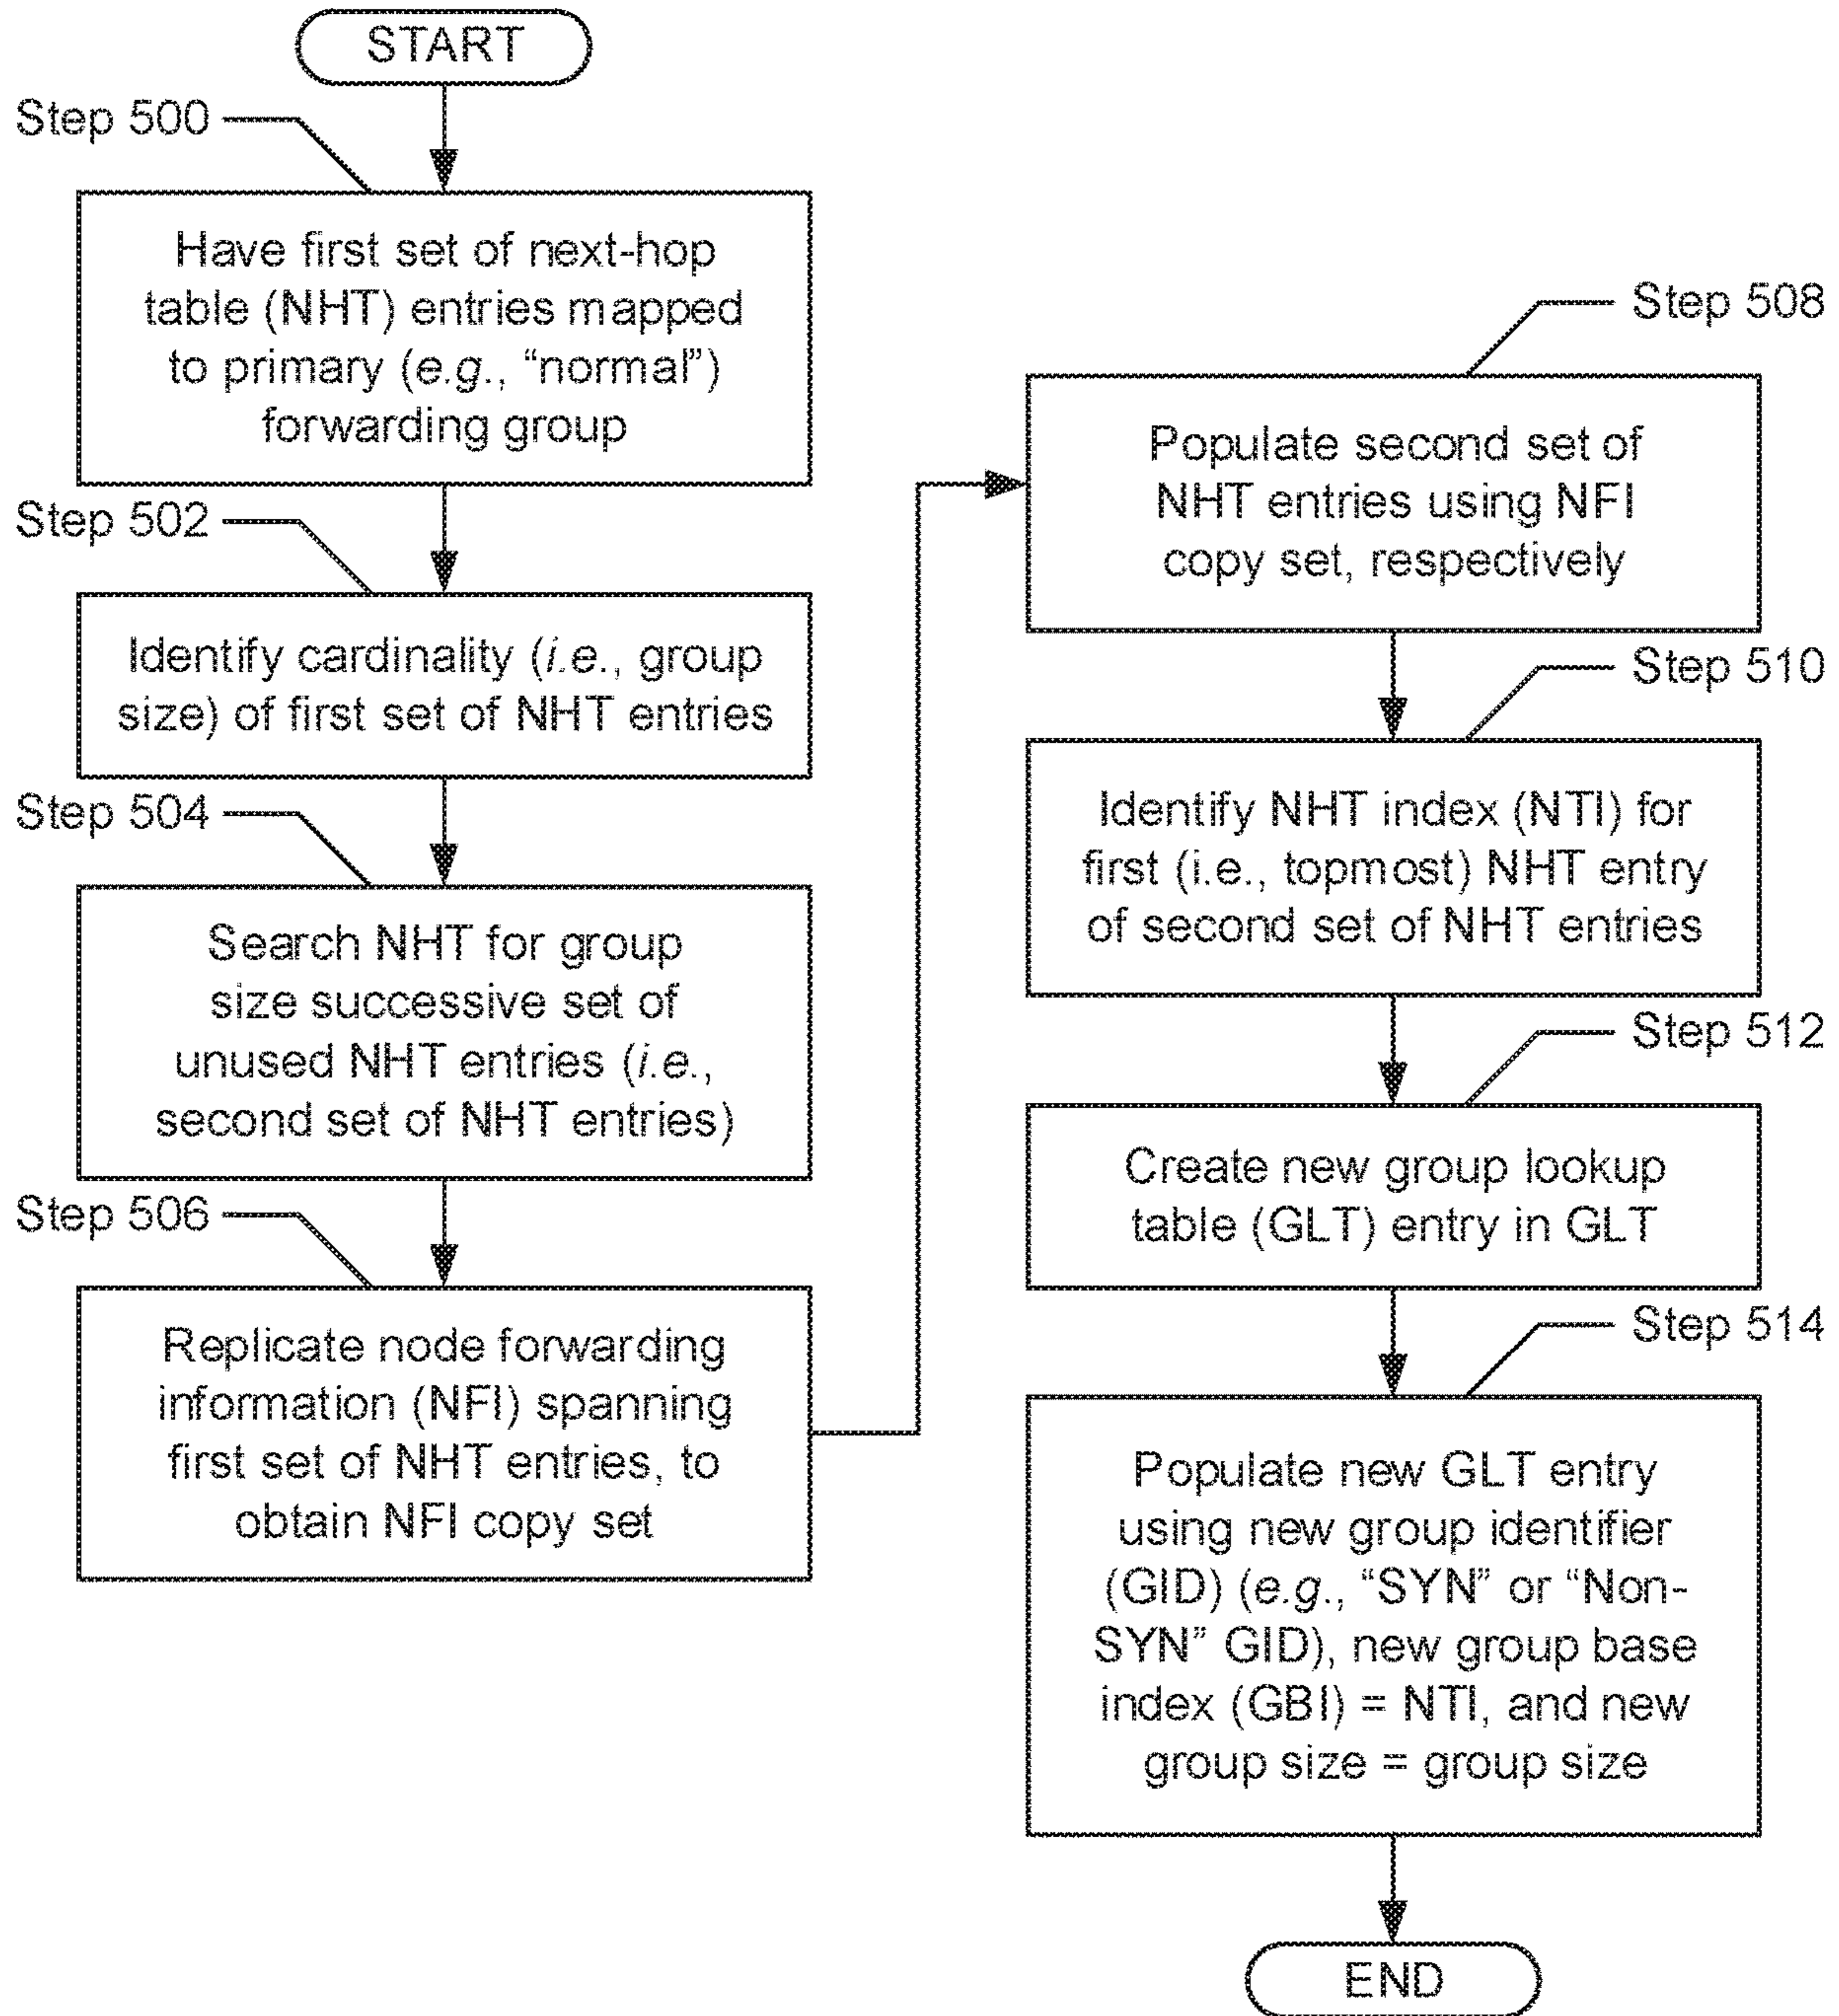 START
Step 500
Have first set of next-hop
table (NHT) entries mapped
to primary (e.g., “normal”)
forwarding group
Step 502
Identify cardinality (i.e., group
size) of first set of NHT entries
Step 504
Search NHT for group
size successive set of
unused NHT entries (i.e.,
second set of NHT entries)
Step 506
Replicate node forwarding
information (NFI) spanning
first set of NHT entries, to
obtain NFI copy set
Step 508
Populate second set of
NHT entries using NFI
copy set, respectively
Step 510
Identify NHT index (NTI) for
first (i.e., topmost) NHT entry
of second set of NHT entries
Step 512
Create new group lookup
table (GLT) entry in GLT
Step 514
Populate new GLT entry
using new group identifier
(GID) (e.g., “SYN” or “Non-
SYN” GID), new group base
index (GBI) = NTI, and new
group size = group size
END